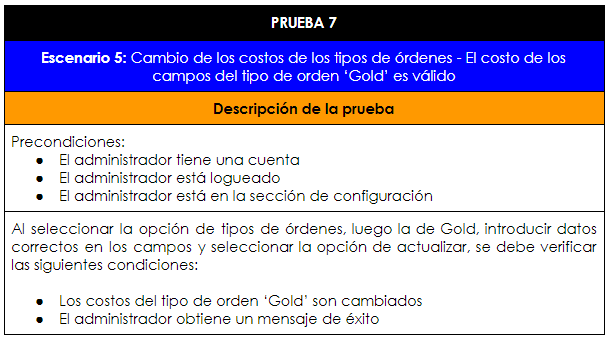 PRUEBA 7
Escenario 5: Cambio de los costos de los tipos de órdenes - El costo de los
campos del tipo de orden ‘Gold’ es válido
Descripción de la prueba
Precondiciones:
● El administrador tiene una cuenta
● El administrador está logueado
● El administrador está en la sección de configuración
Al seleccionar la opción de tipos de órdenes, luego la de Gold, introducir datos
correctos en los campos y seleccionar la opción de actualizar, se debe verificar
las siguientes condiciones:
● Los costos del tipo de orden ‘Gold’ son cambiados
● El administrador obtiene un mensaje de éxito